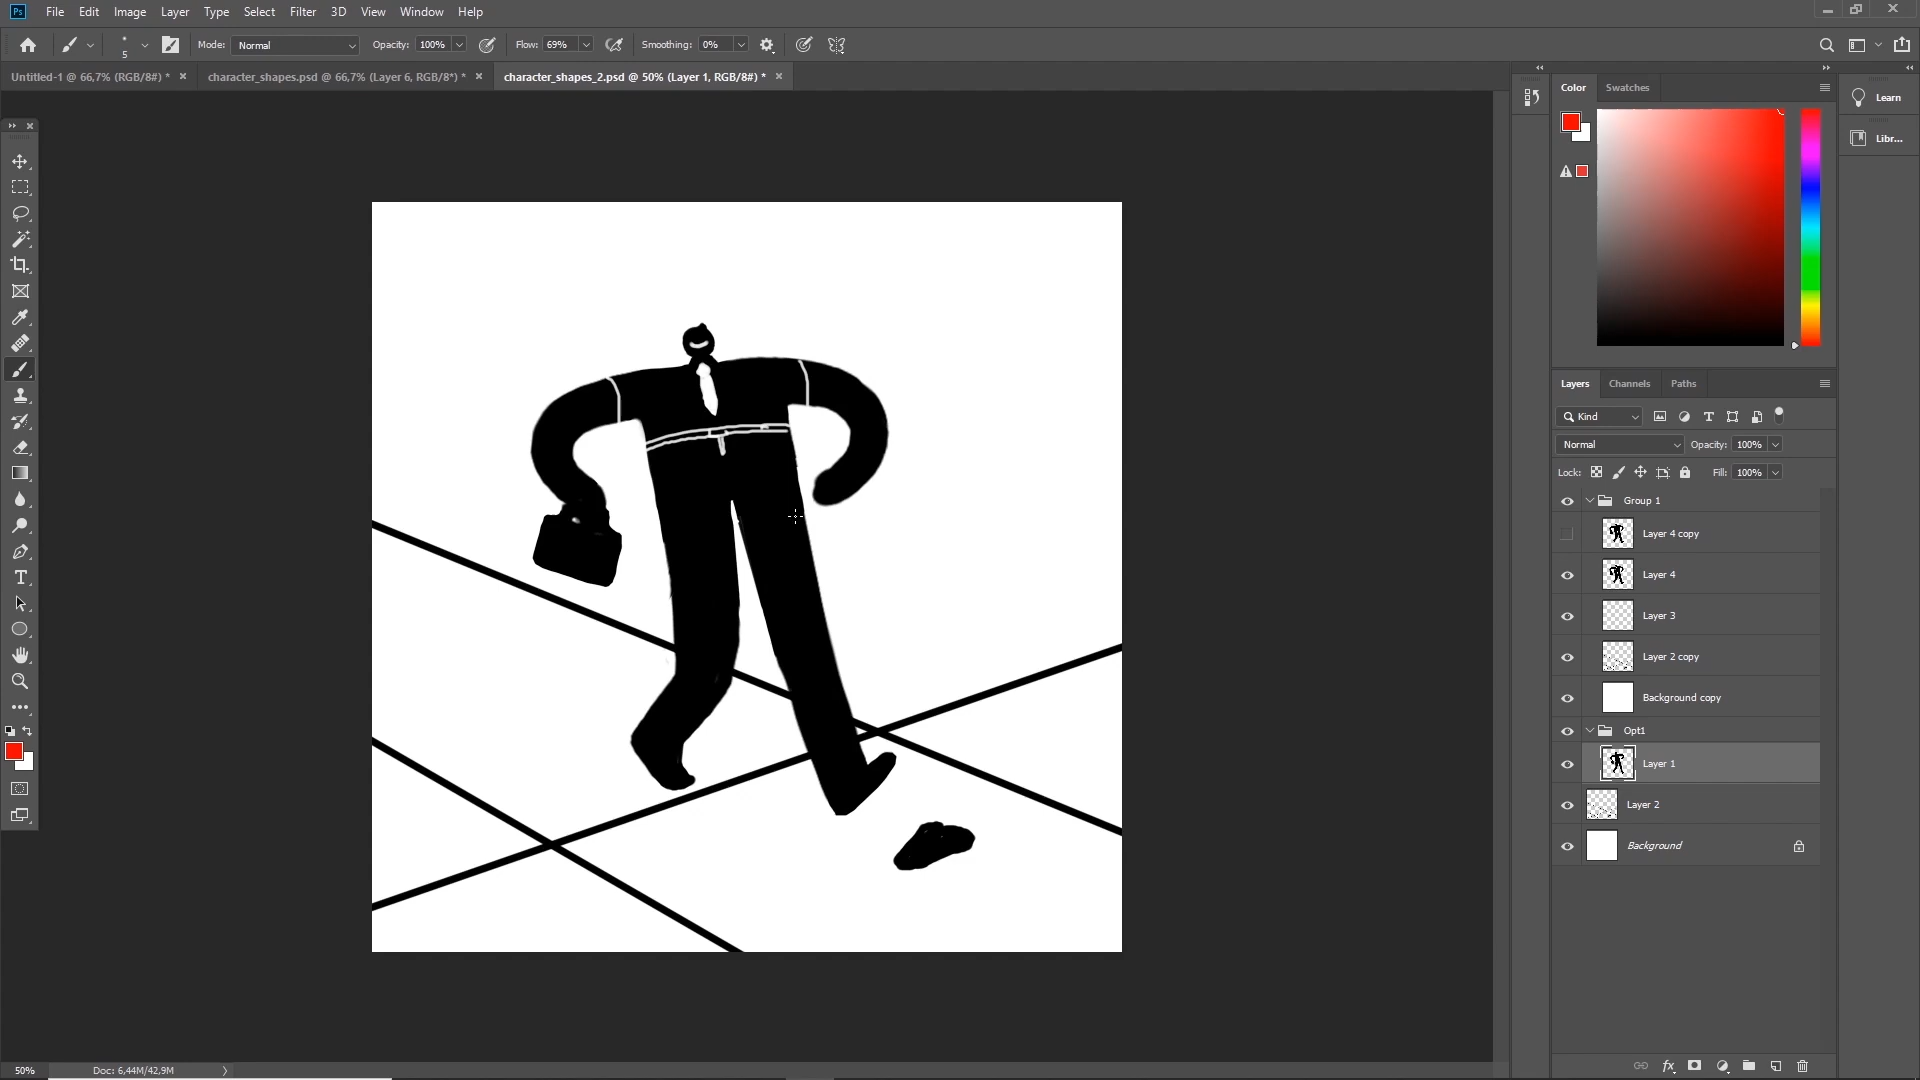 Ps File Edit Image Layer Type Select Filter 3D View Window Help
5 Mode: Normal Opacity: 100% Flow: 69% Smoothing: 0%
Untitled-1 @ 66,7% (RGB/8#) * × character_shapes.psd @ 66,7% (Layer 6, RGB/8*) * × character_shapes_2.psd @ 50% (Layer 1, RGB/8#) * ×
Color Swatches
Learn
Libr...
Layers Channels Paths
Kind
Normal Opacity: 100%
Lock: Fill: 100%
Group 1
Layer 4 copy
Layer 4
Layer 3
Layer 2 copy
Background copy
Opt1
Layer 1
Layer 2
Background
T
fx
50% Doc: 6,44M/42,9M